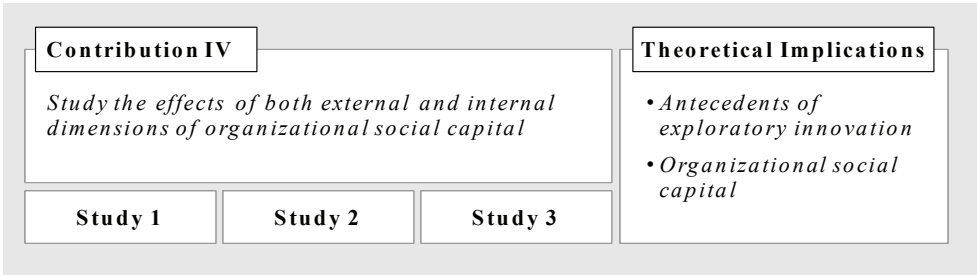 Contribution IV
Study the effects of both external and internal
dimensions of organizational social capital
Study 1
Study 2
Study 3
Theoretical Implications
• Antecedents of
exploratory innovation
• Organizational social
capital